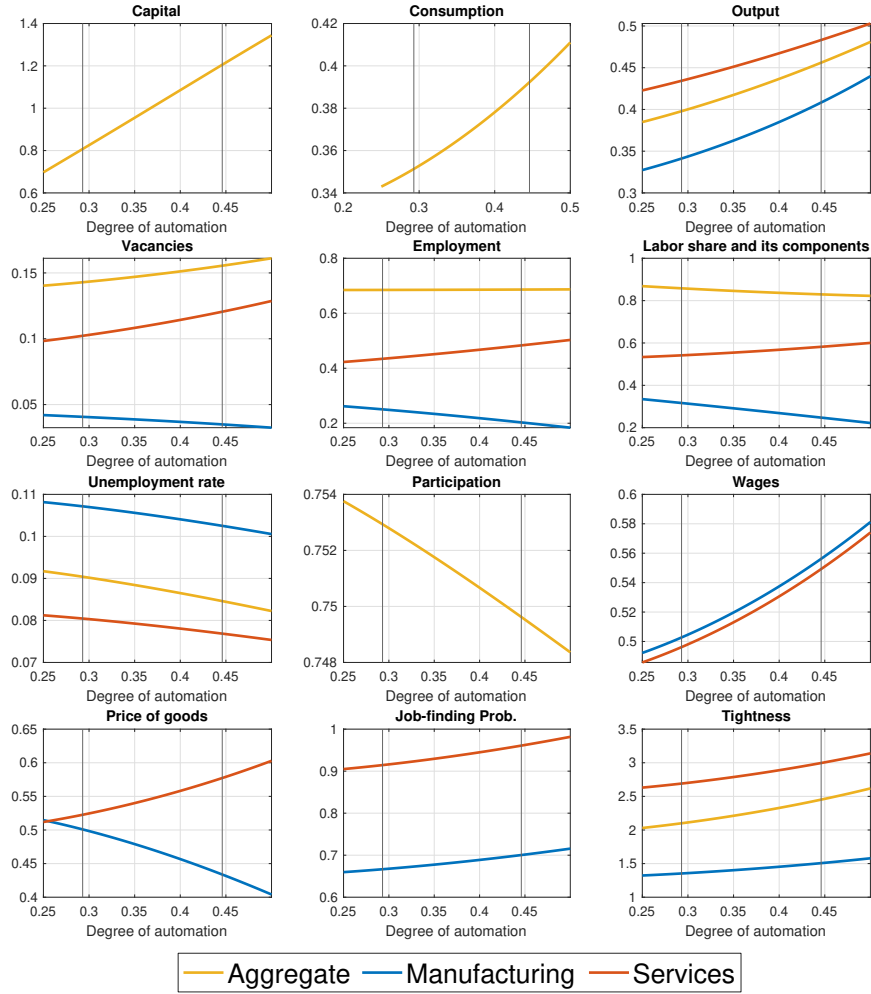 Capital
1.4
1.2
1
0.8
0.6
0.25 0.3 0.35 0.4 0.45
Degree of automation
Consumption
0.42
0.4
0.38
0.36
0.34
0.2 0.3 0.4 0.5
Degree of automation
Output
0.5
0.45
0.4
0.35
0.3
0.25 0.3 0.35 0.4 0.45
Degree of automation
Vacancies
0.15
0.1
0.05
0.25 0.3 0.35 0.4 0.45
Degree of automation
Employment
0.8
0.6
0.4
0.2
0.25 0.3 0.35 0.4 0.45
Degree of automation
Labor share and its components
1
0.8
0.6
0.4
0.2
0.25 0.3 0.35 0.4 0.45
Degree of automation
Unemployment rate
0.11
0.1
0.09
0.08
0.07
0.25 0.3 0.35 0.4 0.45
Degree of automation
Participation
0.754
0.752
0.75
0.748
0.25 0.3 0.35 0.4 0.45
Degree of automation
Wages
0.6
0.58
0.56
0.54
0.52
0.5
0.25 0.3 0.35 0.4 0.45
Degree of automation
Price of goods
0.65
0.6
0.55
0.5
0.45
0.4
0.25 0.3 0.35 0.4 0.45
Degree of automation
Job-finding Prob.
1
0.9
0.8
0.7
0.6
0.25 0.3 0.35 0.4 0.45
Degree of automation
Tightness
3.5
3
2.5
2
1.5
1
0.25 0.3 0.35 0.4 0.45
Degree of automation
Aggregate Manufacturing Services